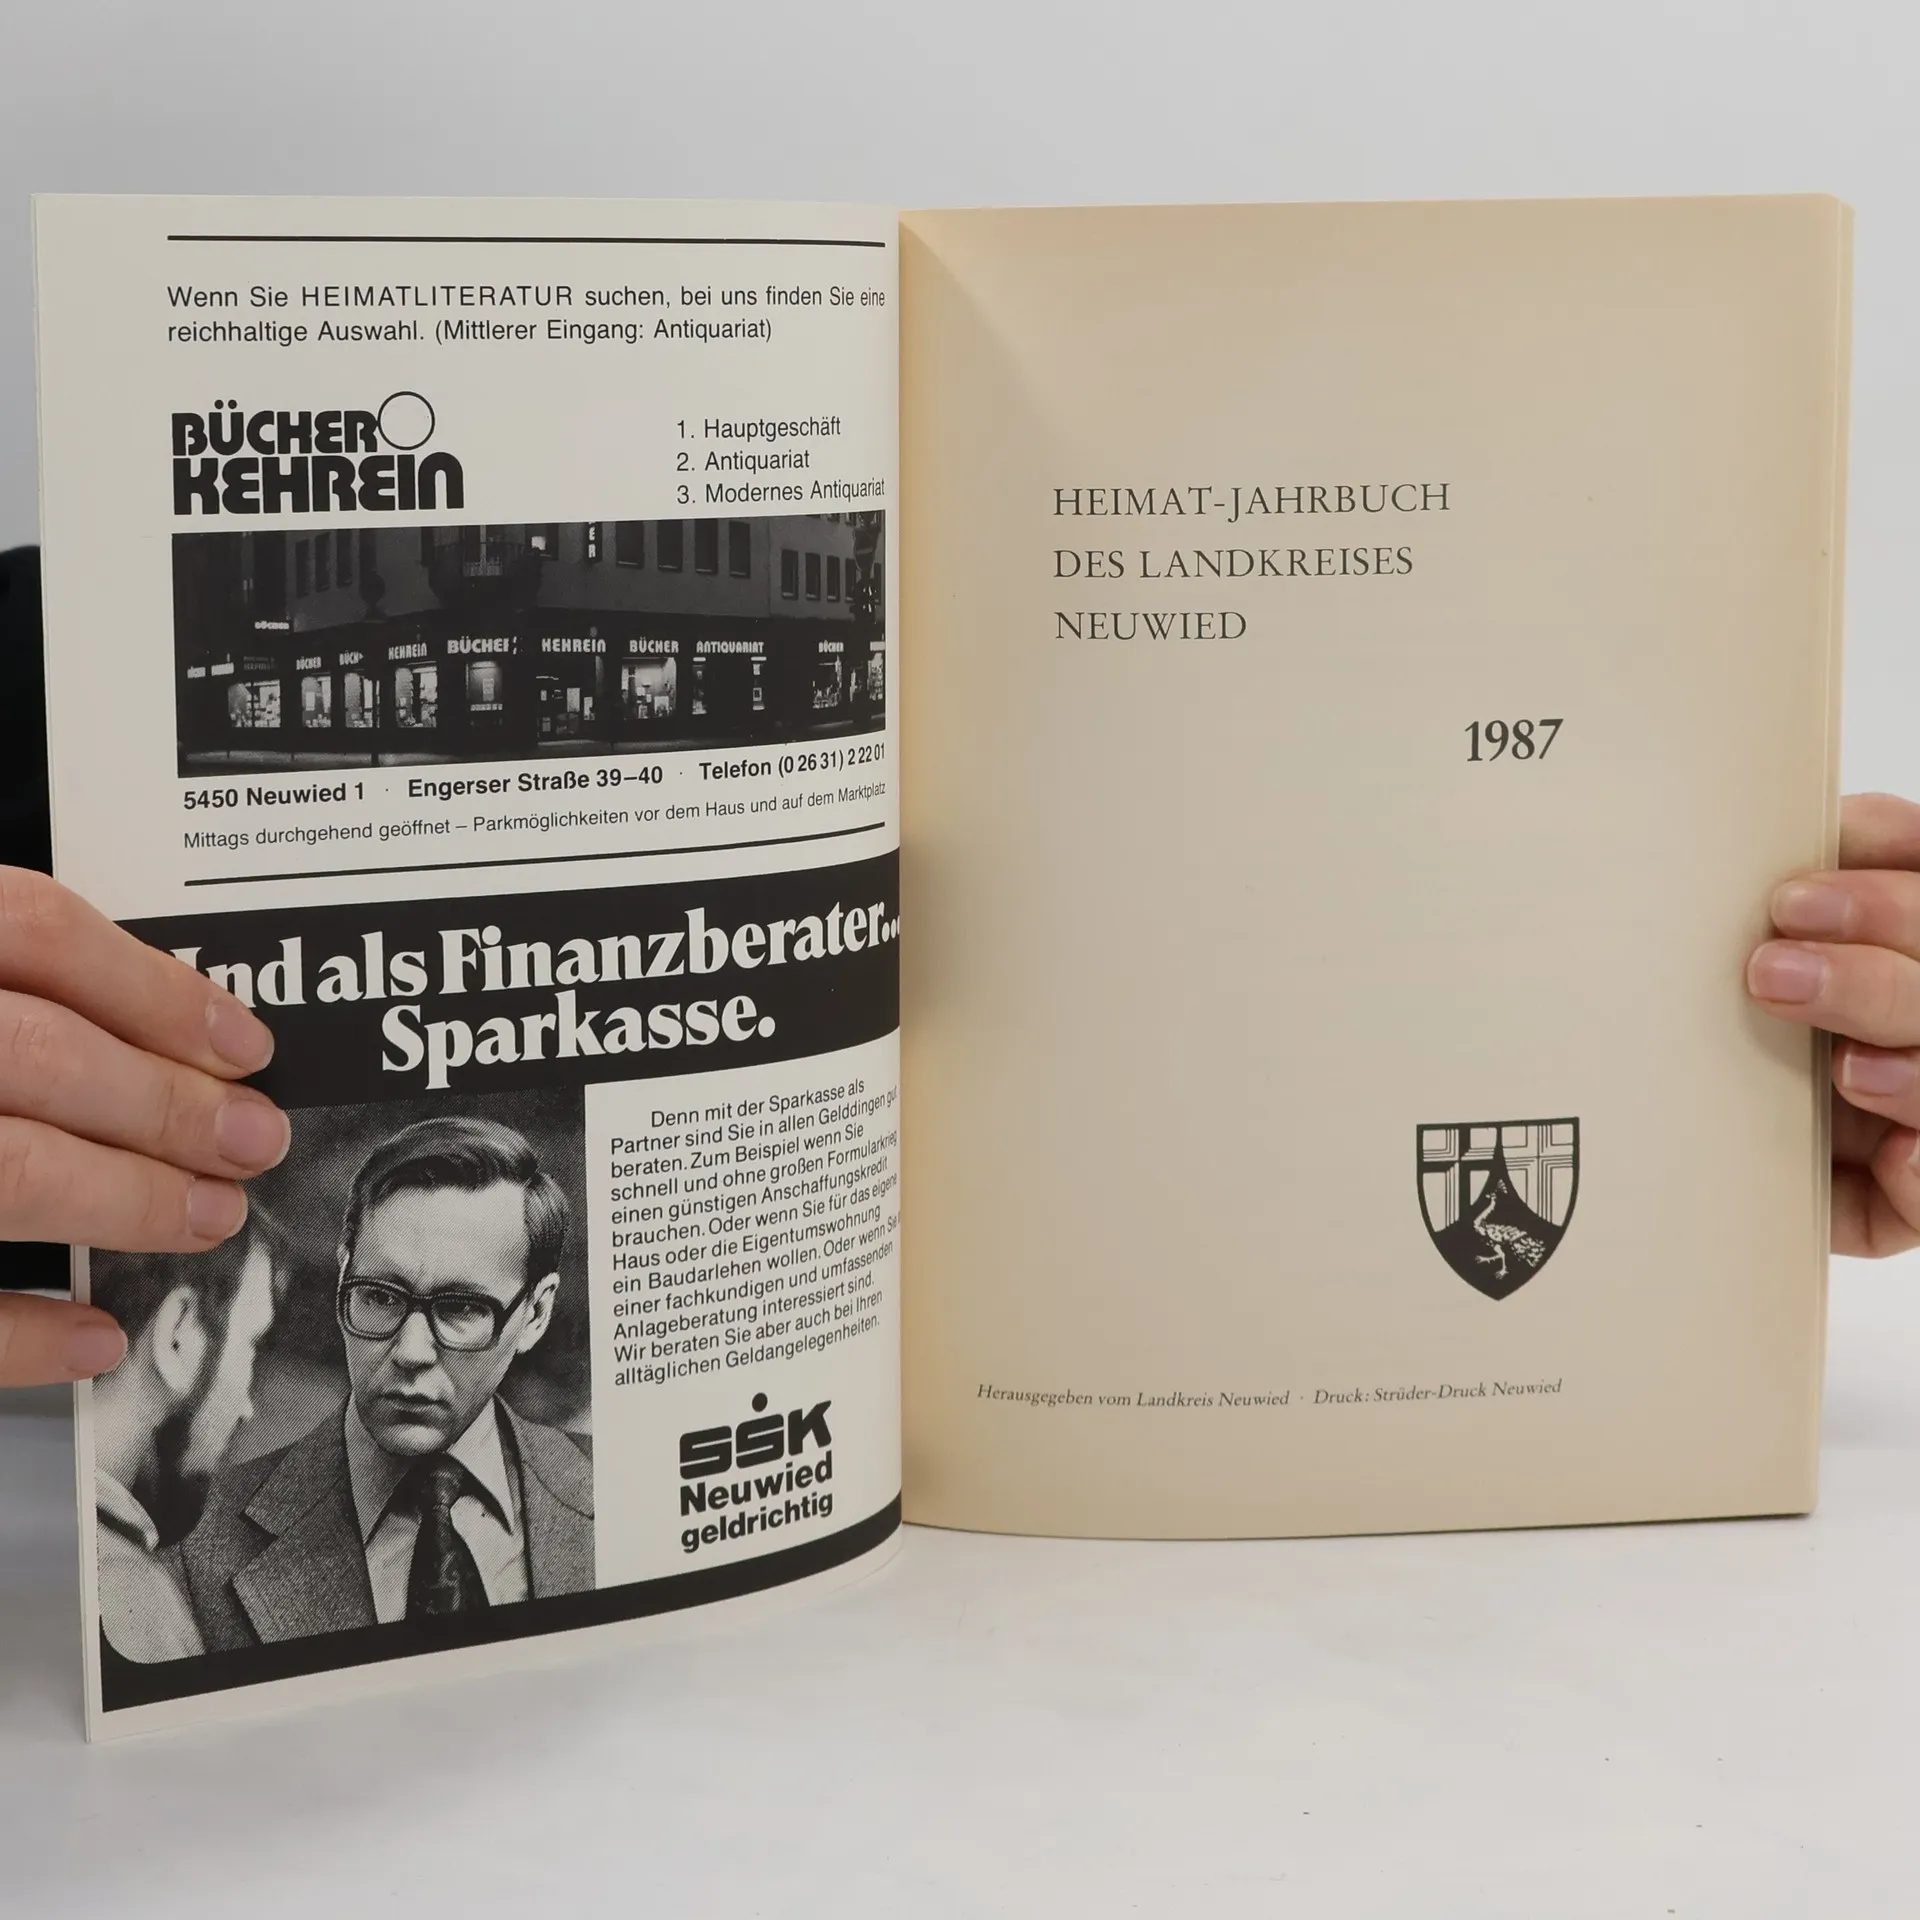 Wenn Sie HEIMATLITERATUR suchen, bei uns finden Sie eine
reichhaltige Auswahl. (Mittlerer Eingang: Antiquariat)
BÜCHER
KEHREIN
1. Hauptgeschäft
2. Antiquariat
3. Modernes Antiquariat
BÜCHER KEHREIN BÜCHER KEHREIN BÜCHER ANTIQUARIAT BÜCHER
5450 Neuwied 1 · Engerser Straße 39–40 · Telefon (0 26 31) 2 22 01
Mittags durchgehend geöffnet – Parkmöglichkeiten vor dem Haus und auf dem Marktplatz
als Finanzberater...
Sparkasse.
Denn mit der Sparkasse als
Partner sind Sie in allen Gelddingen gut
beraten. Zum Beispiel wenn Sie
schnell und ohne großen Formularkrieg
einen günstigen Anschaffungskredit
brauchen. Oder wenn Sie für das eigene
Haus oder die Eigentumswohnung
ein Baudarlehen wollen. Oder wenn Sie
einer fachkundigen und umfassenden
Anlageberatung interessiert sind.
Wir beraten Sie aber auch bei Ihren
alltäglichen Geldangelegenheiten.
SSK
Neuwied
geldrichtig
HEIMAT-JAHRBUCH
DES LANDKREISES
NEUWIED
1987
Herausgegeben vom Landkreis Neuwied · Druck: Strüder-Druck Neuwied